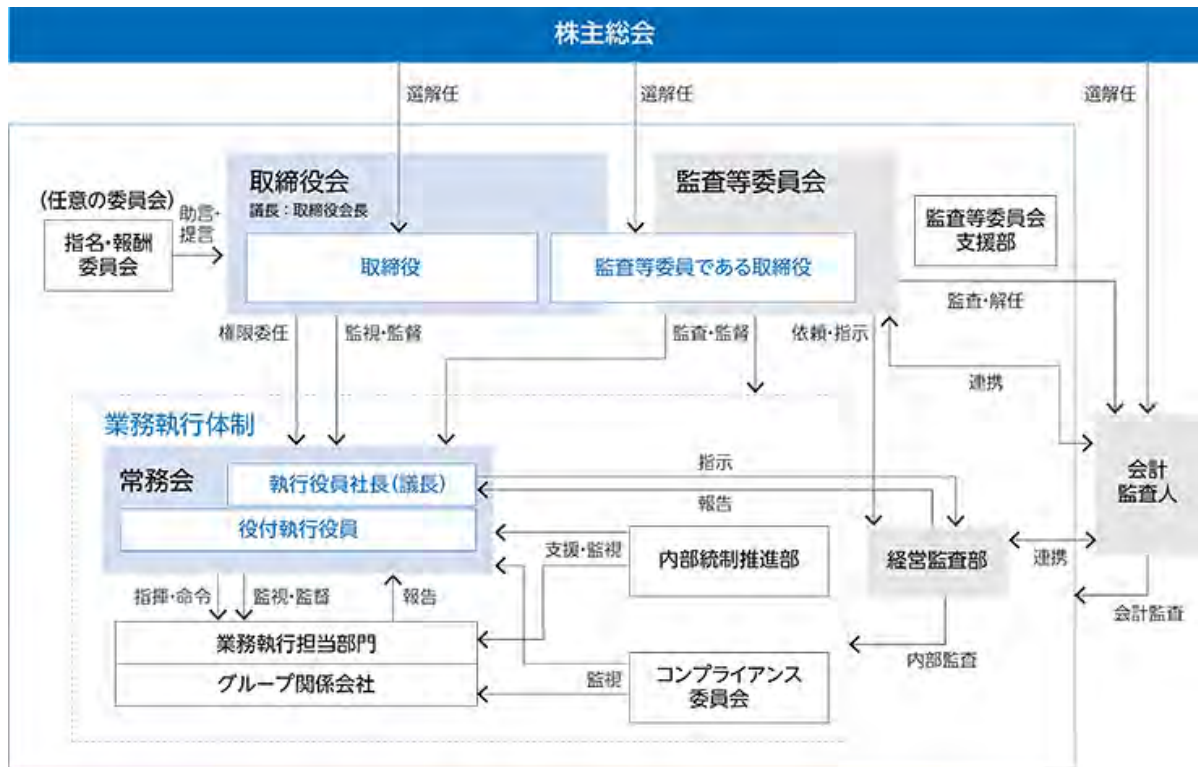 株主総会
選解任
選解任
選解任
取締役会
議長：取締役会長
監査等委員会
(任意の委員会)
指名・報酬
委員会
助言・
提言
取締役
監査等委員である取締役
監査等委員会
支援部
監査・解任
権限委任
監視・監督
監査・監督
依頼・指示
連携
業務執行体制
常務会
執行役員社長(議長)
役付執行役員
指示
報告
会計
監査人
支援・監視
内部統制推進部
経営監査部
連携
指揮・命令
監視・監督
報告
会計監査
業務執行担当部門
グループ関係会社
監視
コンプライアンス
委員会
内部監査